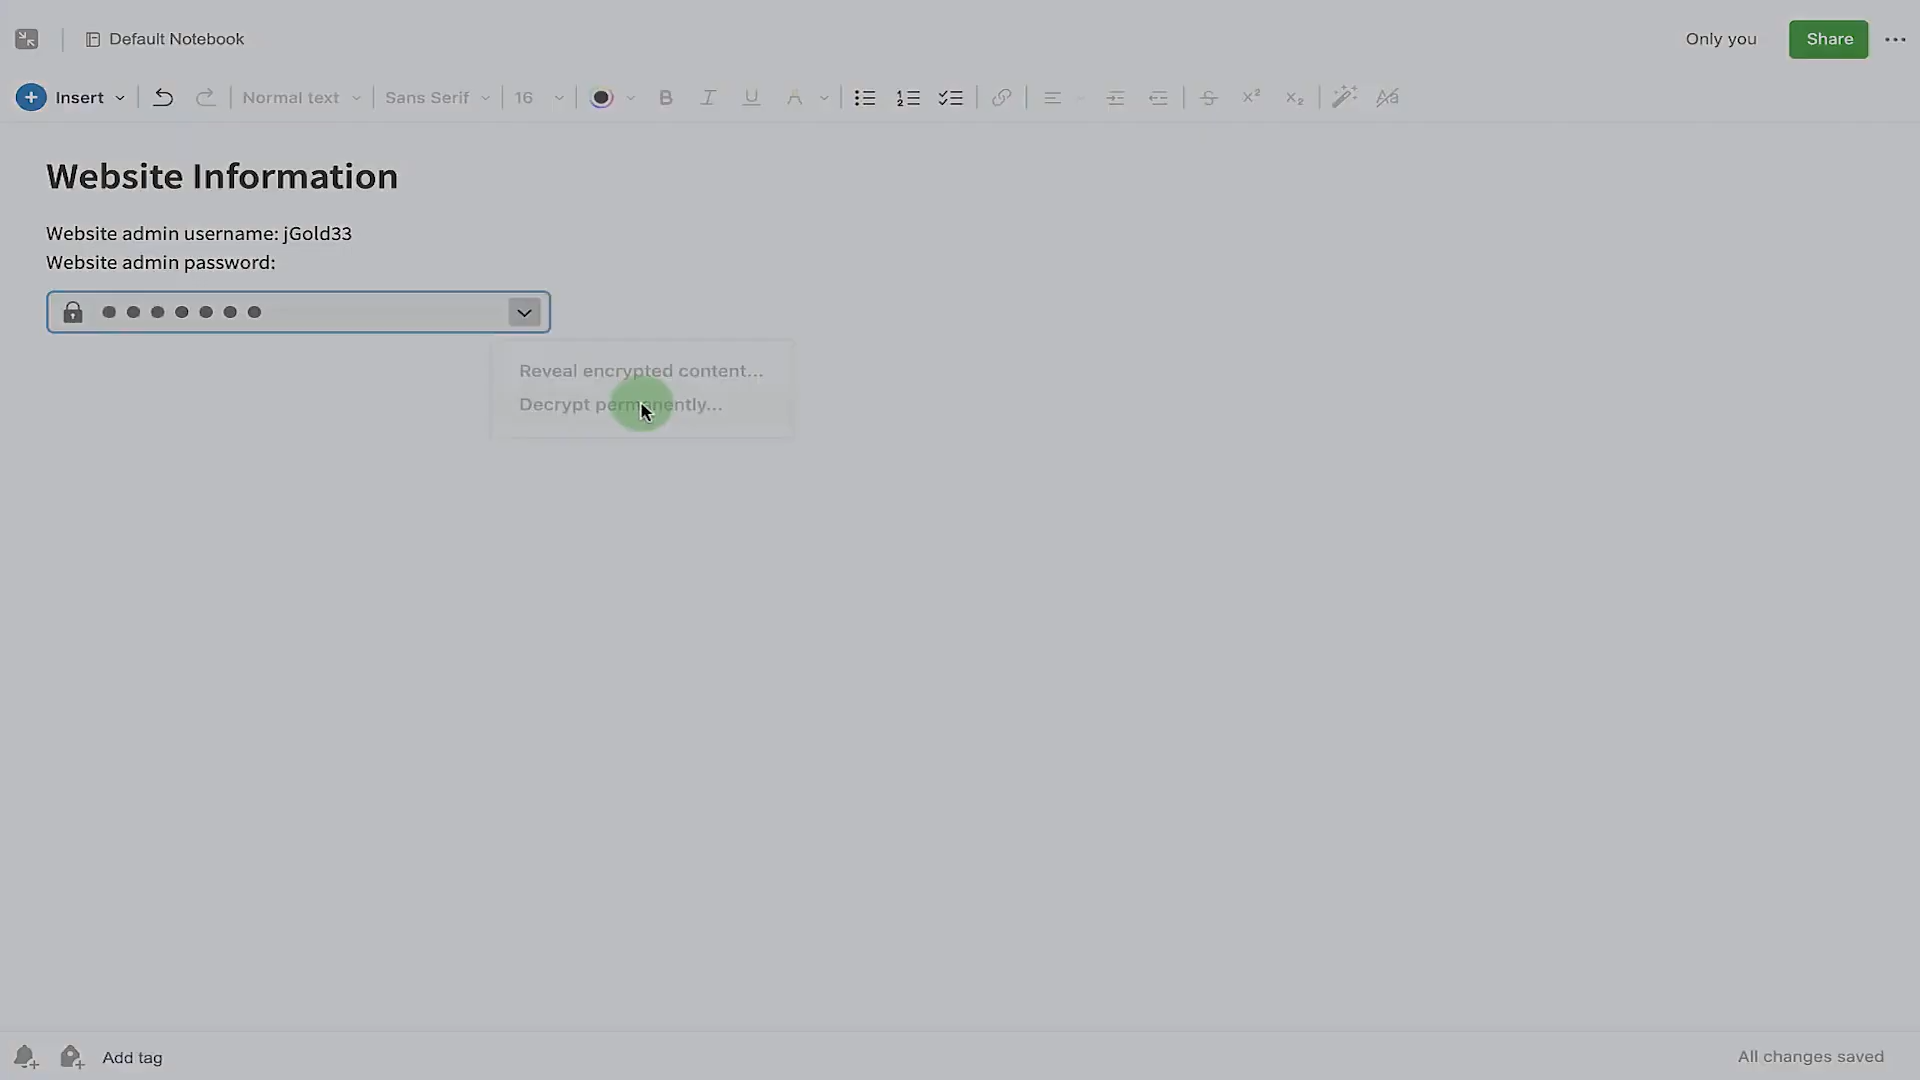 Default Notebook
Only you
Share
Insert
Normal text
Sans Serif
16
Website Information
Website admin username: jGold33
Website admin password:
Reveal encrypted content...
Decrypt permanently...
Add tag
All changes saved